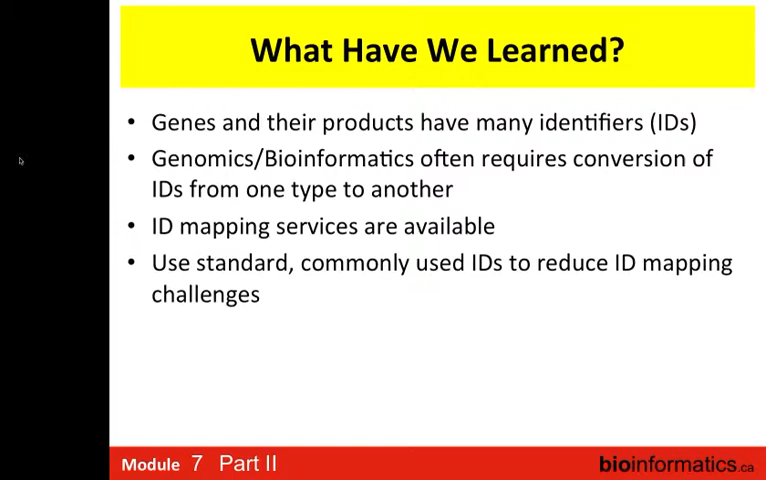 What Have We Learned?
• Genes and their products have many identifiers (IDs)
• Genomics/Bioinformatics often requires conversion of
IDs from one type to another
• ID mapping services are available
• Use standard, commonly used IDs to reduce ID mapping
challenges
Module 7 Part II
bioinformatics.ca